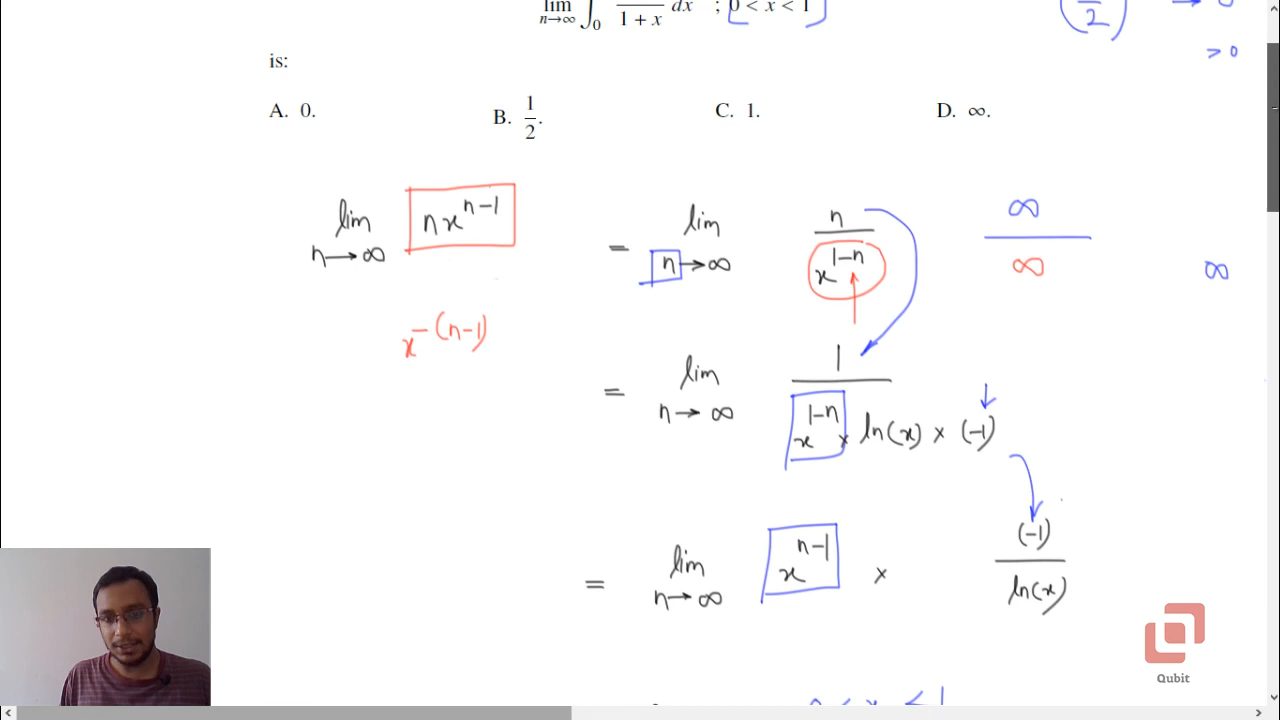 lim n→∞ ∫0 1 + x dx ; 0 < x < 1
2 → 0
> 0
is:
A. 0. B. 1/2. C. 1. D. ∞.
lim n→∞ nx^{n-1} = lim n→∞ n / x^{1-n} ∞ / ∞ ∞
x^{-(n-1)}
= lim n→∞ 1 / x^{1-n} × ln(x) × (-1)
= lim n→∞ x^{n-1} × (-1) / ln(x)
Qubit
0 < x < 1